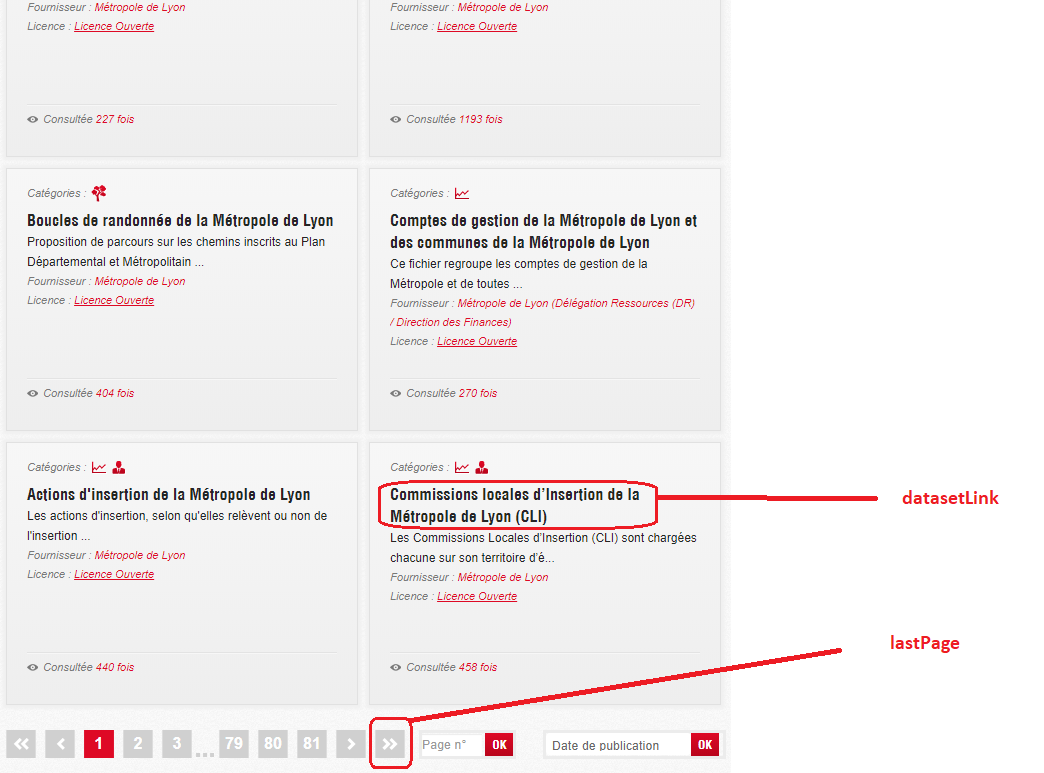 Fournisseur : Métropole de Lyon
Licence : Licence Ouverte
Consultée 227 fois
Fournisseur : Métropole de Lyon
Licence : Licence Ouverte
Consultée 1193 fois
Catégories :
Boucles de randonnée de la Métropole de Lyon
Proposition de parcours sur les chemins inscrits au Plan
Départemental et Métropolitain ...
Fournisseur : Métropole de Lyon
Licence : Licence Ouverte
Consultée 404 fois
Catégories :
Comptes de gestion de la Métropole de Lyon et
des communes de la Métropole de Lyon
Ce fichier regroupe les comptes de gestion de la
Métropole et de toutes ...
Fournisseur : Métropole de Lyon (Délégation Ressources (DR)
/ Direction des Finances)
Licence : Licence Ouverte
Consultée 270 fois
Catégories :
Actions d'insertion de la Métropole de Lyon
Les actions d'insertion, selon qu'elles relèvent ou non de
l'insertion ...
Fournisseur : Métropole de Lyon
Licence : Licence Ouverte
Consultée 440 fois
Catégories :
Commissions locales d’Insertion de la
Métropole de Lyon (CLI)
Les Commissions Locales d’Insertion (CLI) sont chargées
chacune sur son territoire d’é...
Fournisseur : Métropole de Lyon
Licence : Licence Ouverte
Consultée 458 fois
datasetLink
lastPage
« ‹ 1 2 3 ... 79 80 81 › » Page n° OK Date de publication OK